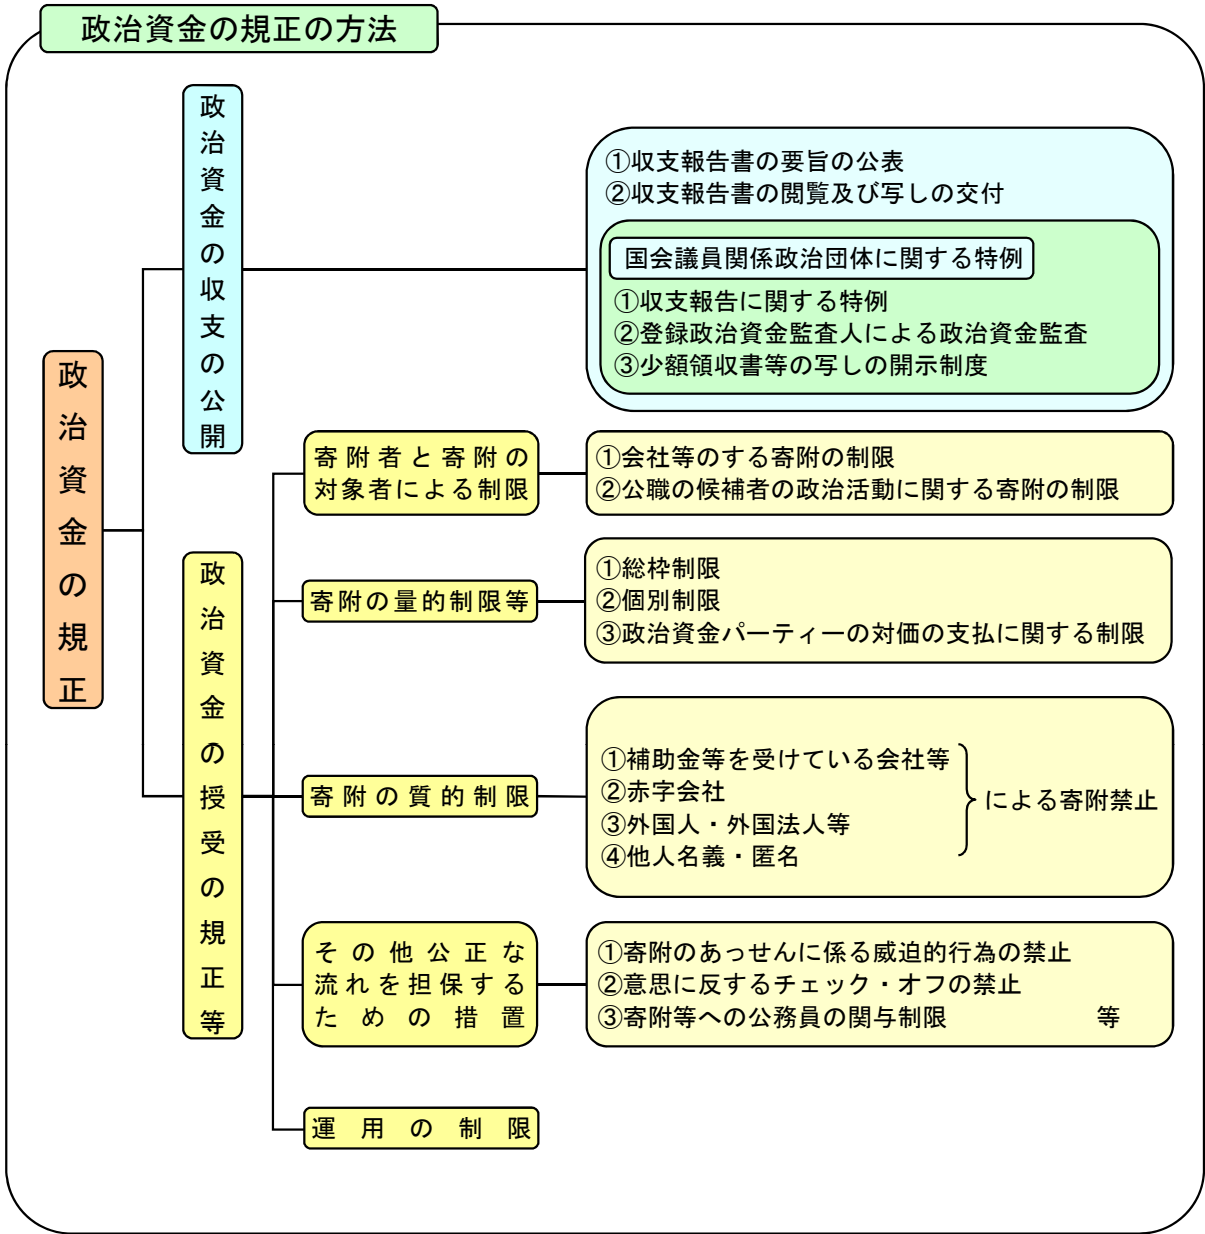 政治資金の規正の方法
政治資金の規正
政治資金の収支の公開
①収支報告書の要旨の公表
②収支報告書の閲覧及び写しの交付
国会議員関係政治団体に関する特例
①収支報告に関する特例
②登録政治資金監査人による政治資金監査
③少額領収書等の写しの開示制度
政治資金の授受の規正等
寄附者と寄附の
対象者による制限
①会社等のする寄附の制限
②公職の候補者の政治活動に関する寄附の制限
寄附の量的制限等
①総枠制限
②個別制限
③政治資金パーティーの対価の支払に関する制限
寄附の質的制限
①補助金等を受けている会社等
②赤字会社
③外国人・外国法人等
④他人名義・匿名
による寄附禁止
その他公正な
流れを担保する
ための措置
①寄附のあっせんに係る威迫的行為の禁止
②意思に反するチェック・オフの禁止
③寄附等への公務員の関与制限 等
運用の制限